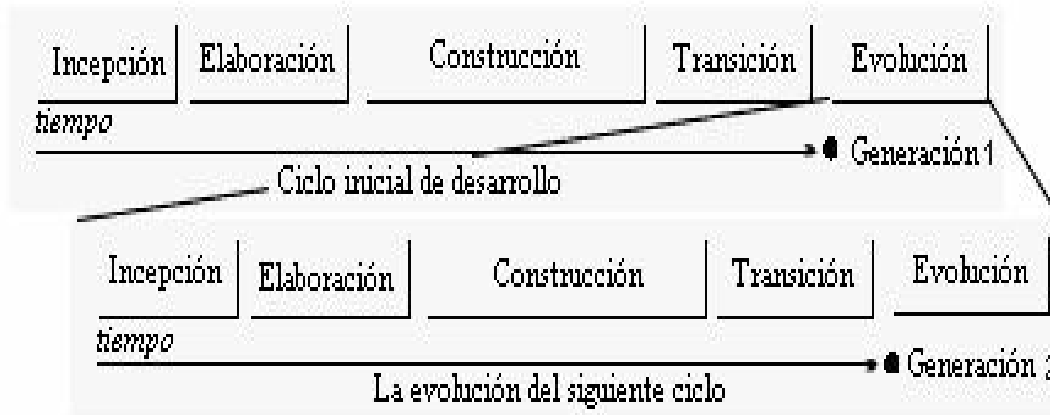 Incepción Elaboración Construcción Transición Evolución
tiempo
Generación 1
Ciclo inicial de desarrollo
Incepción Elaboración Construcción Transición Evolución
tiempo
Generación 2
La evolución del siguiente ciclo